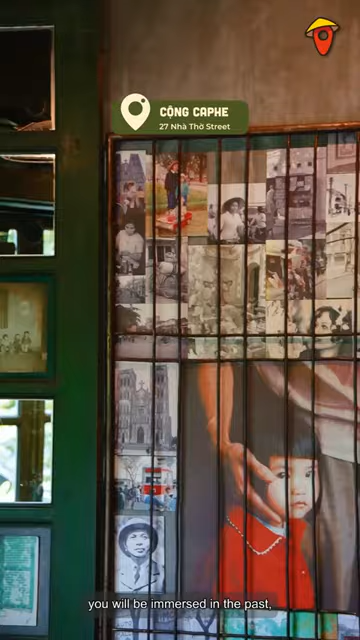 CỘNG CAPHE
27 Nhà Thờ Street
you will be immersed in the past,